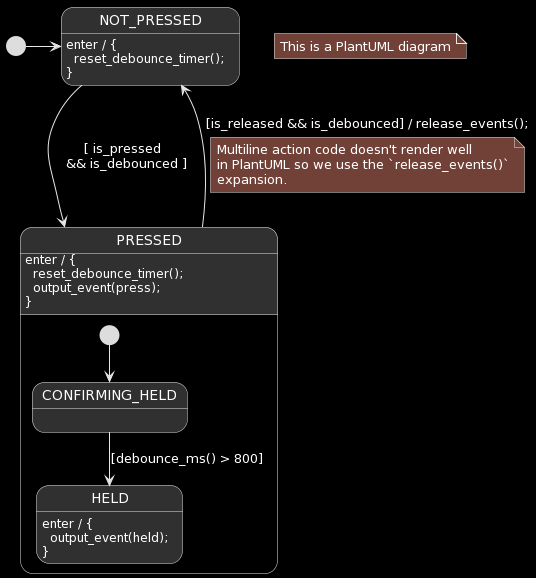 NOT_PRESSED
enter / {
reset_debounce_timer();
}
This is a PlantUML diagram
[ is_pressed
&& is_debounced ]
[is_released && is_debounced] / release_events();
Multiline action code doesn't render well
in PlantUML so we use the `release_events()`
expansion.
PRESSED
enter / {
reset_debounce_timer();
output_event(press);
}
CONFIRMING_HELD
[debounce_ms() > 800]
HELD
enter / {
output_event(held);
}